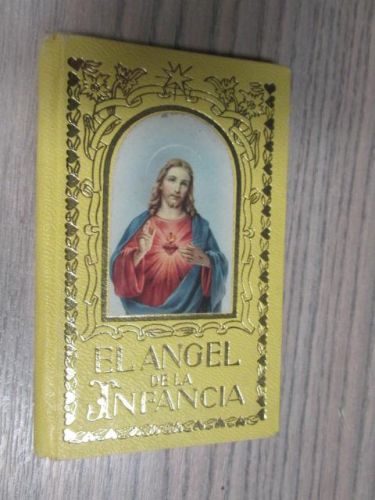 EL ANGEL
DE LA
INFANCIA